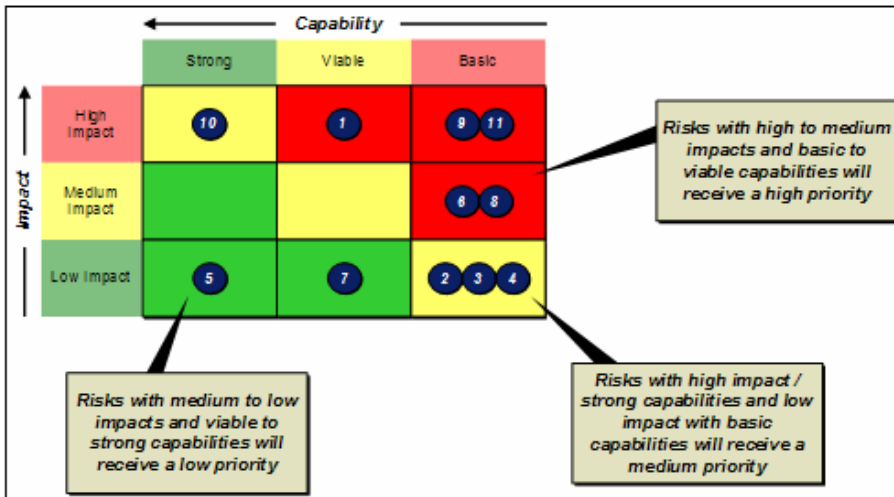 Capability
Strong
Viable
Basic
Impact
High
Impact
10
1
9
11
Medium
Impact
6
8
Low Impact
5
7
2
3
4
Risks with high to medium
impacts and basic to
viable capabilities will
receive a high priority
Risks with medium to low
impacts and viable to
strong capabilities will
receive a low priority
Risks with high impact /
strong capabilities and low
impact with basic
capabilities will receive a
medium priority